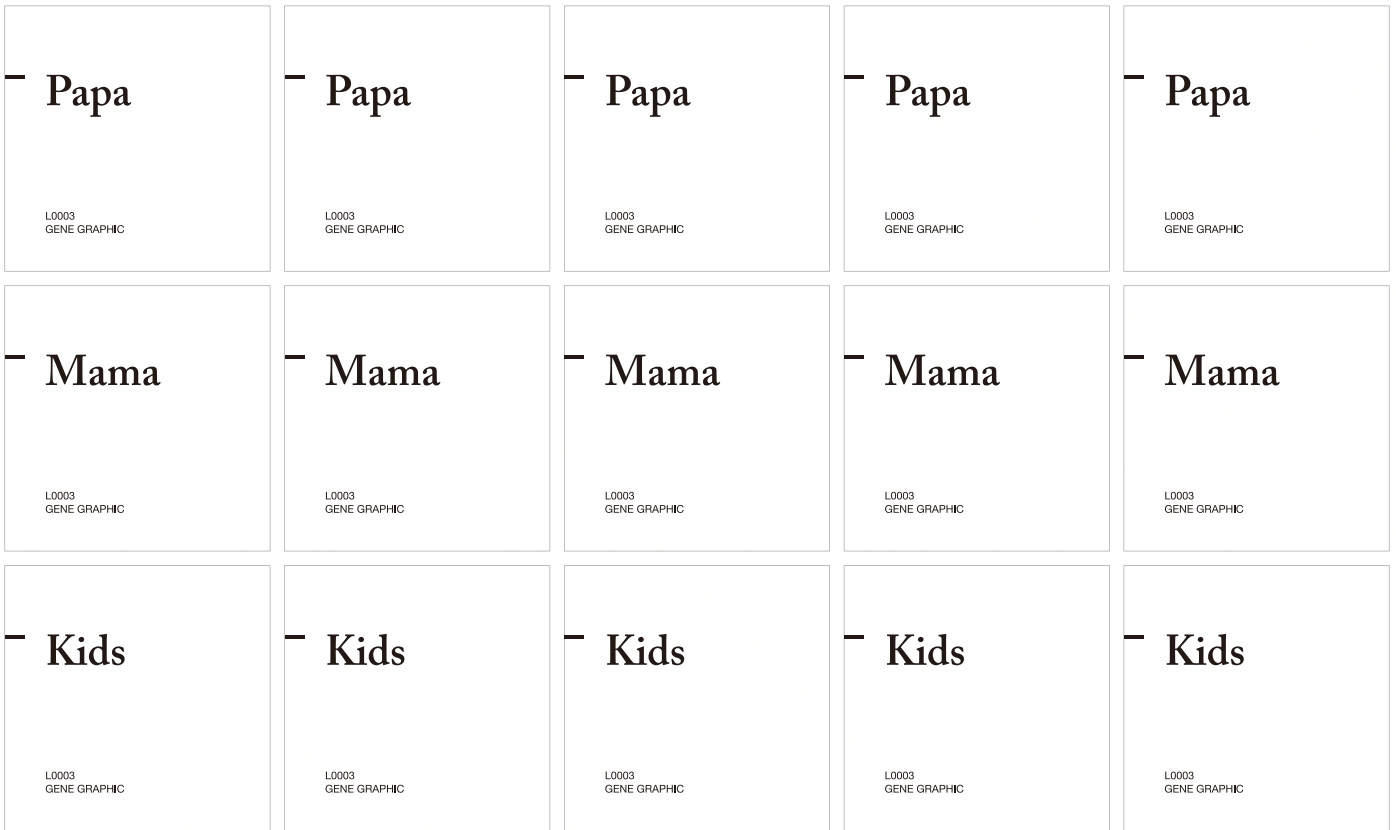 Papa Papa Papa Papa Papa
L0003 L0003 L0003 L0003 L0003
GENE GRAPHIC GENE GRAPHIC GENE GRAPHIC GENE GRAPHIC GENE GRAPHIC
Mama Mama Mama Mama Mama
L0003 L0003 L0003 L0003 L0003
GENE GRAPHIC GENE GRAPHIC GENE GRAPHIC GENE GRAPHIC GENE GRAPHIC
Kids Kids Kids Kids Kids
L0003 L0003 L0003 L0003 L0003
GENE GRAPHIC GENE GRAPHIC GENE GRAPHIC GENE GRAPHIC GENE GRAPHIC